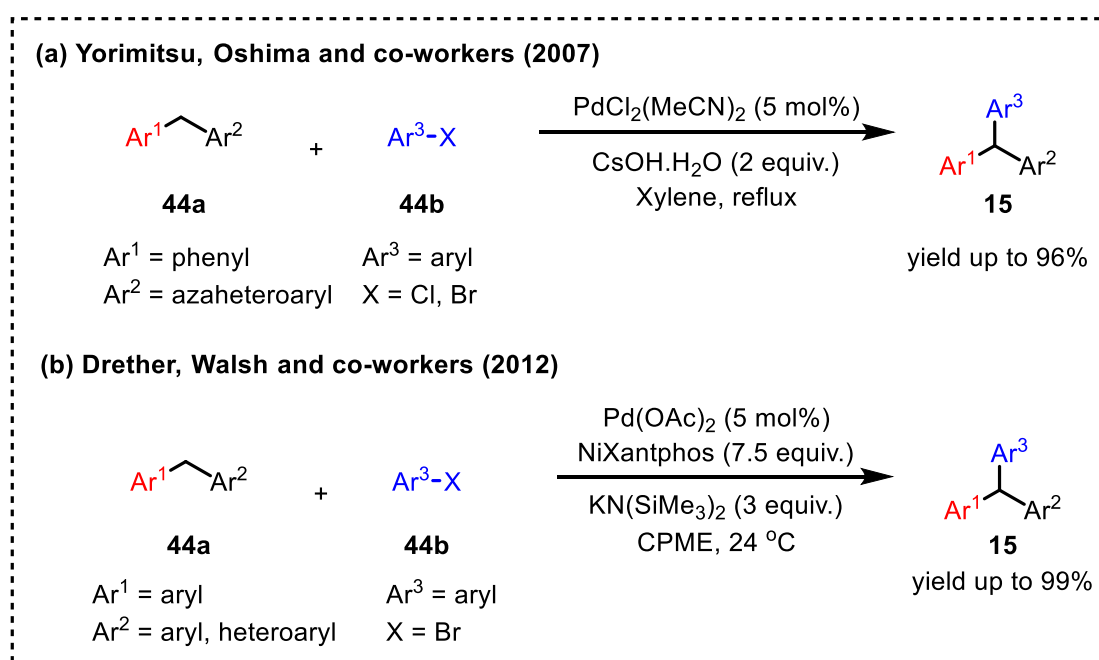 (a) Yorimitsu, Oshima and co-workers (2007)
Ar1 Ar2 + Ar3-X
PdCl2(MeCN)2 (5 mol%)
CsOH.H2O (2 equiv.)
Xylene, reflux
Ar3
Ar1 Ar2
44a 44b 15
Ar1 = phenyl Ar3 = aryl yield up to 96%
Ar2 = azaheteroaryl X = Cl, Br
(b) Drether, Walsh and co-workers (2012)
Ar1 Ar2 + Ar3-X
Pd(OAc)2 (5 mol%)
NiXantphos (7.5 equiv.)
KN(SiMe3)2 (3 equiv.)
CPME, 24 oC
Ar3
Ar1 Ar2
44a 44b 15
Ar1 = aryl Ar3 = aryl yield up to 99%
Ar2 = aryl, heteroaryl X = Br